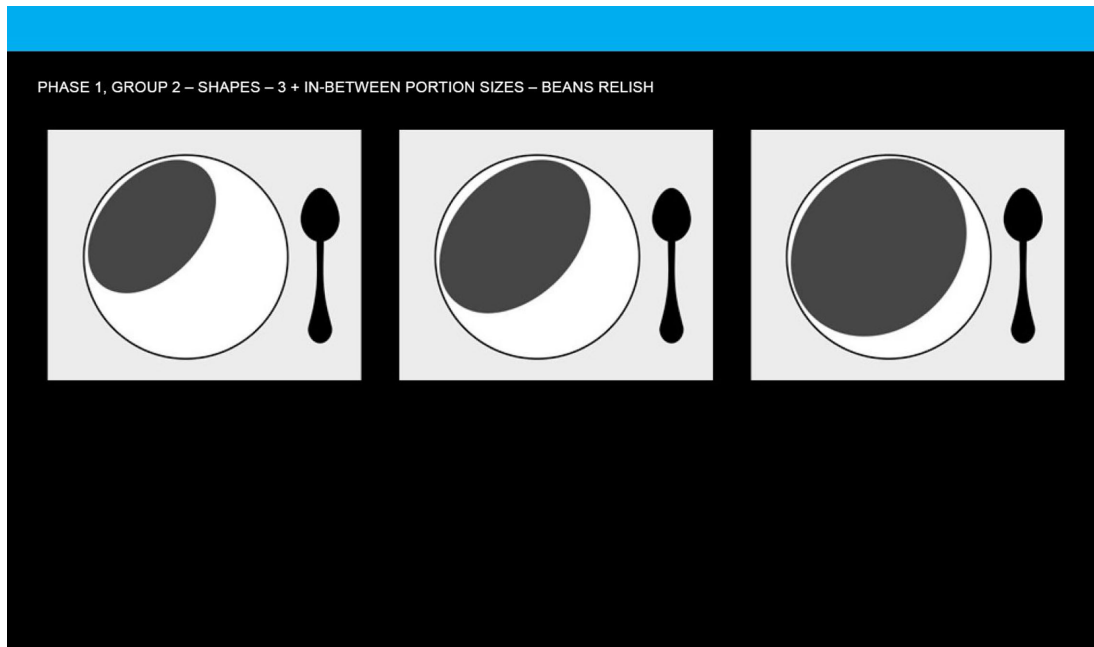 PHASE 1, GROUP 2 – SHAPES – 3 + IN-BETWEEN PORTION SIZES – BEANS RELISH